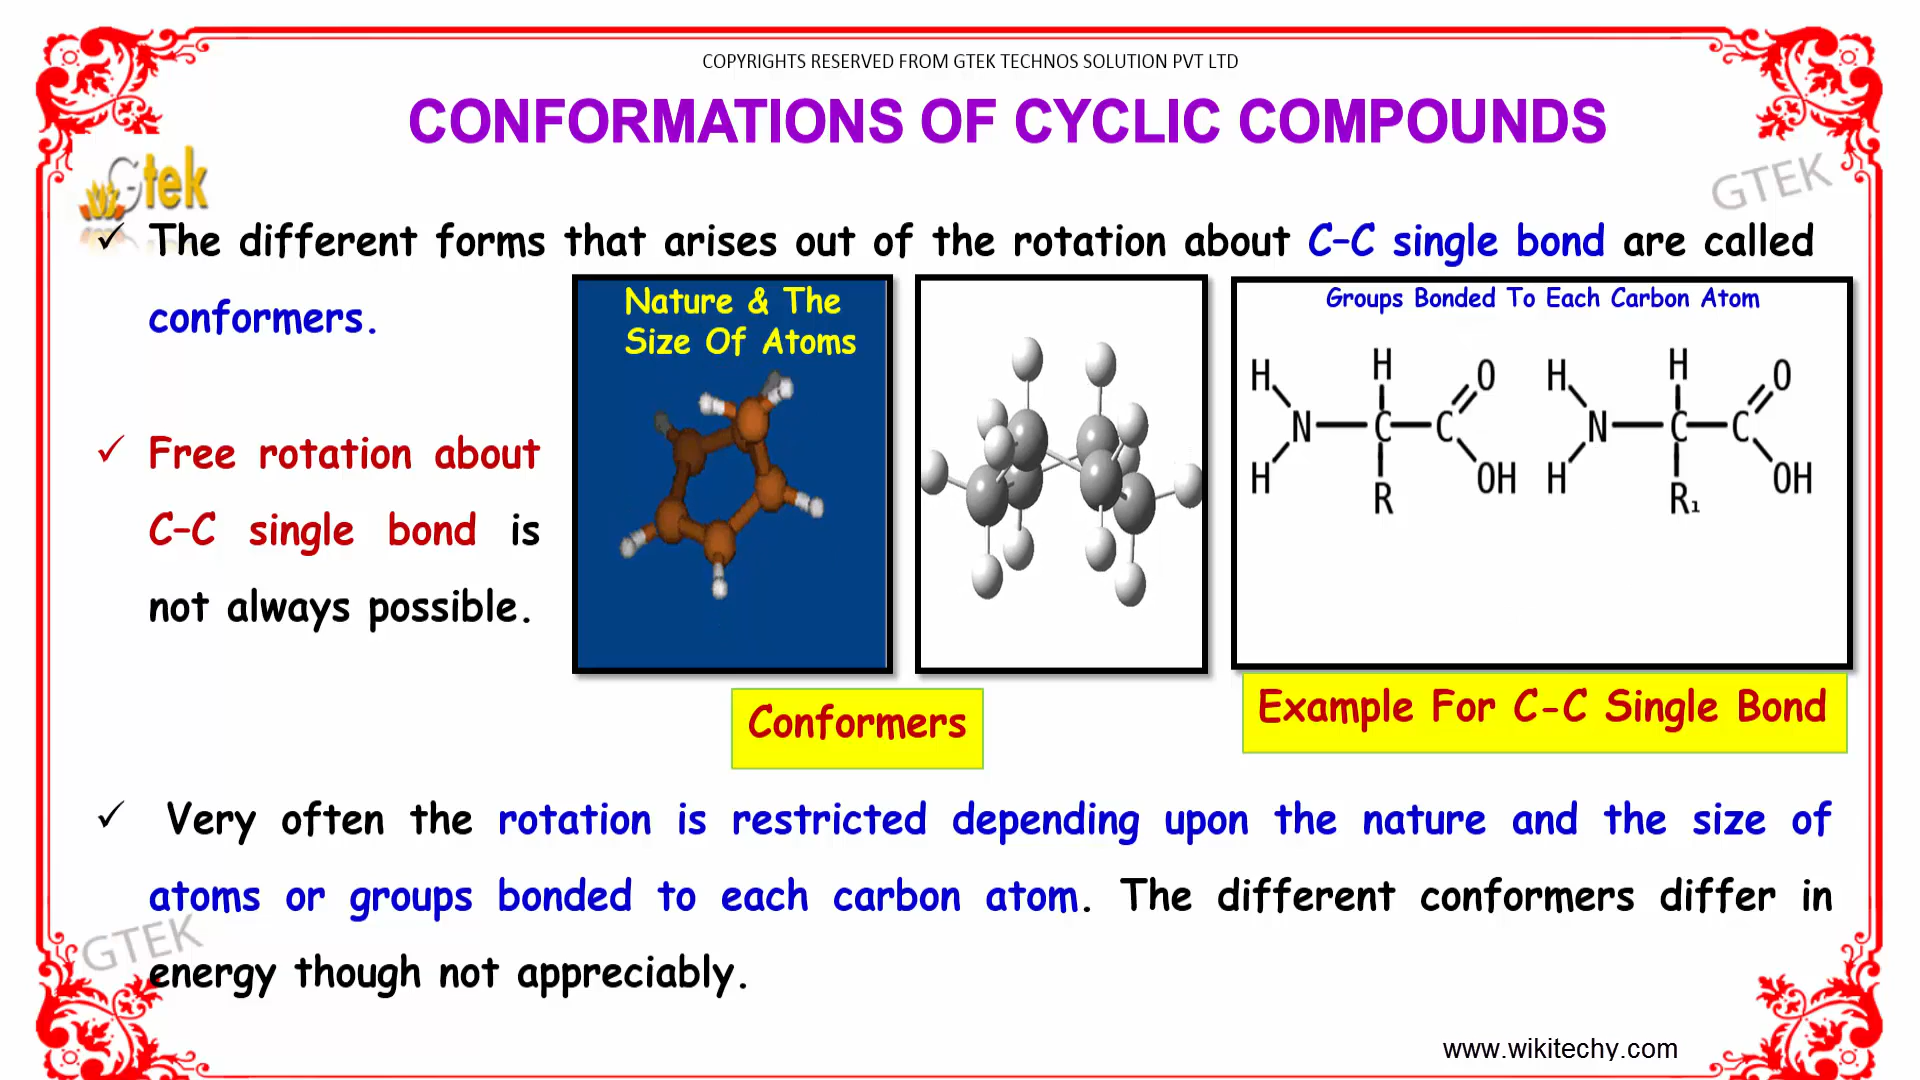 COPYRIGHTS RESERVED FROM GTEK TECHNOS SOLUTION PVT LTD
CONFORMATIONS OF CYCLIC COMPOUNDS
Gtek
GTEK
✓ The different forms that arises out of the rotation about C–C single bond are called
conformers.
✓ Free rotation about
C–C single bond is
not always possible.
Nature & The
Size Of Atoms
Groups Bonded To Each Carbon Atom
H H O H H O
N C C N C C
H R OH H R₁ OH
Conformers
Example For C-C Single Bond
✓ Very often the rotation is restricted depending upon the nature and the size of
atoms or groups bonded to each carbon atom. The different conformers differ in
energy though not appreciably.
GTEK
www.wikitechy.com